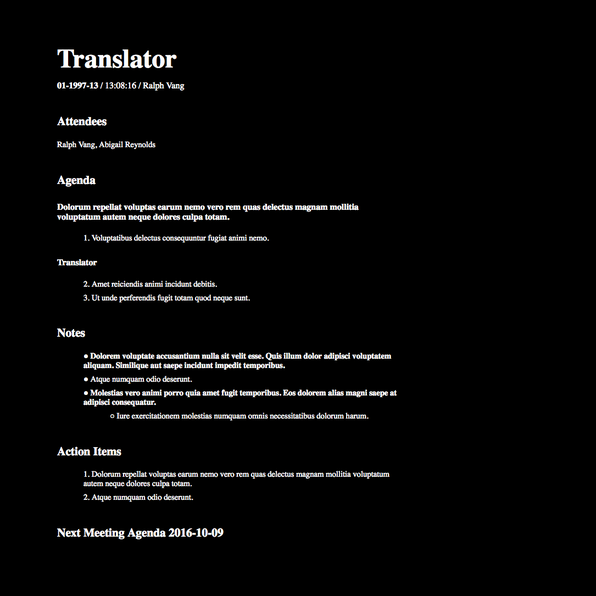 Translator
01-1997-13 / 13:08:16 / Ralph Vang
Attendees
Ralph Vang, Abigail Reynolds
Agenda
Dolorum repellat voluptas earum nemo vero rem quas delectus magnam mollitia
voluptatum autem neque dolores culpa totam.
1. Voluptatibus delectus consequuntur fugiat animi nemo.
Translator
2. Amet reiciendis animi incidunt debitis.
3. Ut unde perferendis fugit totam quod neque sunt.
Notes
● Dolorem voluptate accusantium nulla sit velit esse. Quis illum dolor adipisci voluptatem
aliquam. Similique aut saepe incidunt impedit temporibus.
● Atque numquam odio deserunt.
● Molestias vero animi porro quia amet fugit temporibus. Eos dolorem alias magni saepe at
adipisci consequatur.
○ Iure exercitationem molestias numquam omnis necessitatibus dolorum harum.
Action Items
1. Dolorum repellat voluptas earum nemo vero rem quas delectus magnam mollitia voluptatum
autem neque dolores culpa totam.
2. Atque numquam odio deserunt.
Next Meeting Agenda 2016-10-09